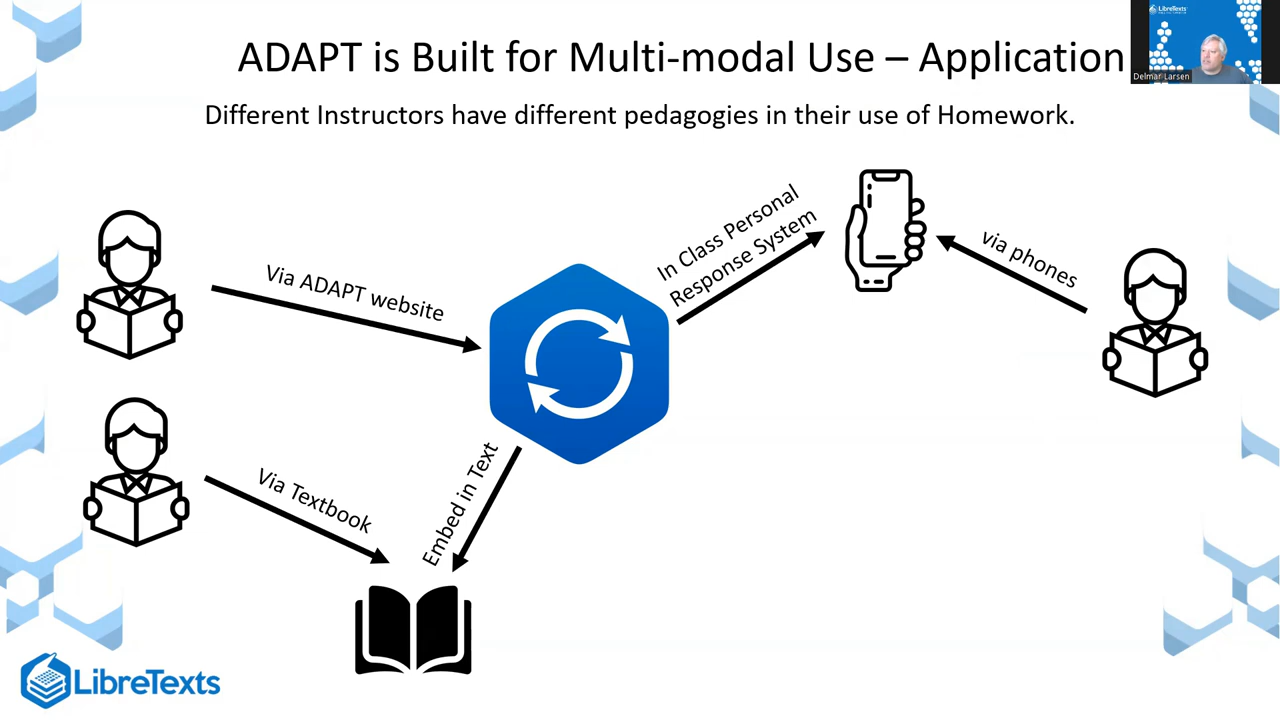 ADAPT is Built for Multi-modal Use – Application
LibreTexts
Delmar Larsen
Different Instructors have different pedagogies in their use of Homework.
In Class Personal
Response System
via phones
Via ADAPT website
Via Textbook
Embed in Text
LibreTexts